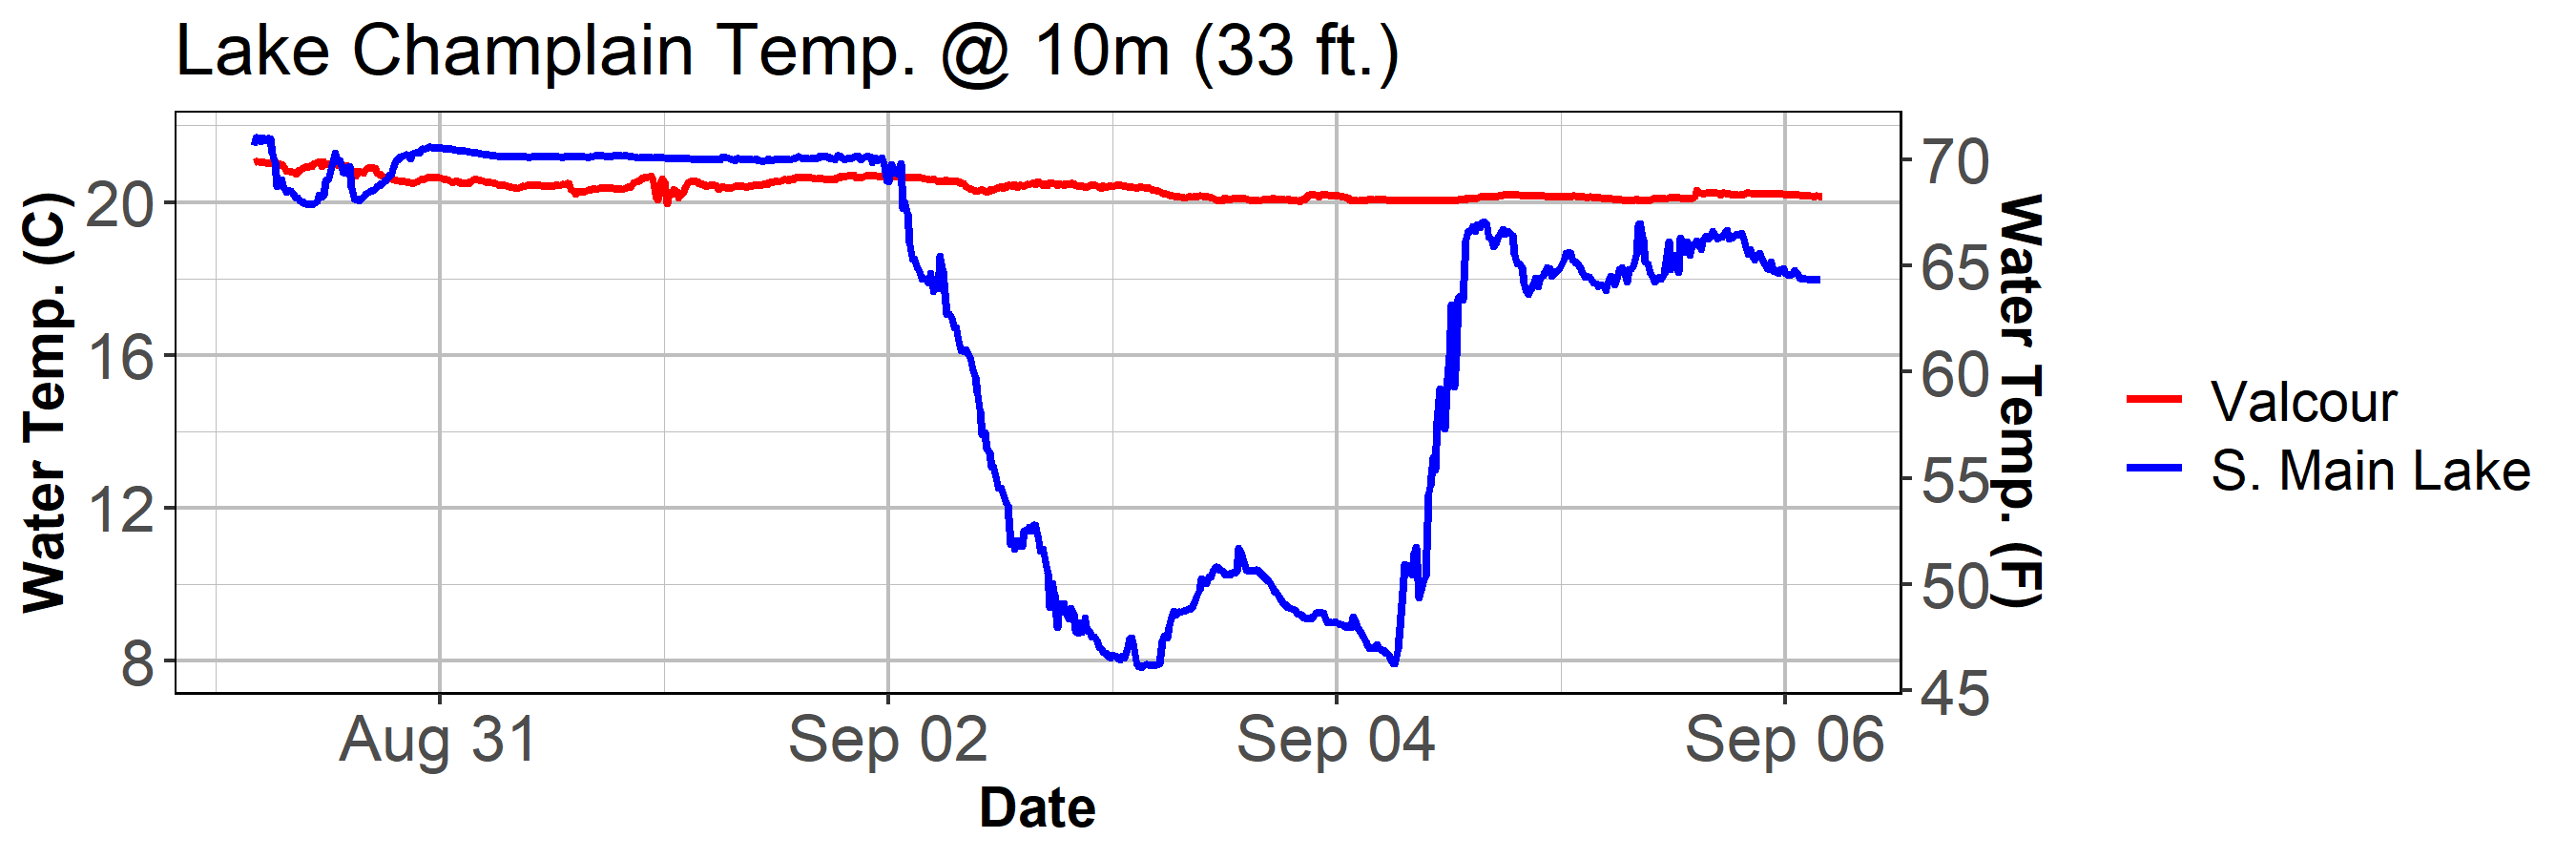 Lake Champlain Temp. @ 10m (33 ft.)
Water Temp. (C)
20
16
12
8
70
65
60
55
50
45
Water Temp. (F)
Aug 31
Sep 02
Sep 04
Sep 06
Date
Valcour
S. Main Lake